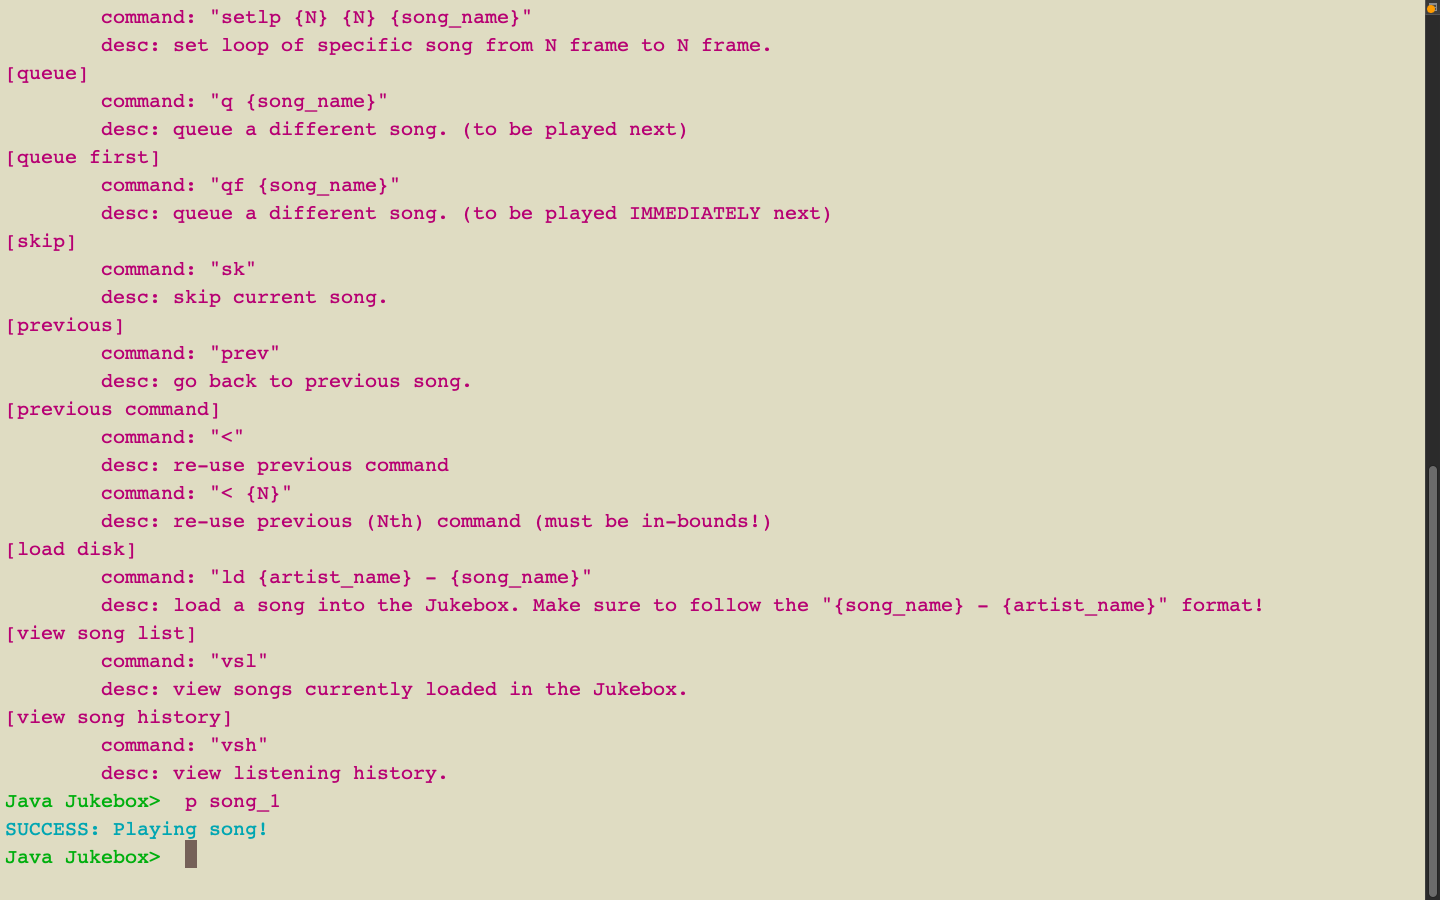 command: "setlp {N} {N} {song_name}"
desc: set loop of specific song from N frame to N frame.
[queue]
command: "q {song_name}"
desc: queue a different song. (to be played next)
[queue first]
command: "qf {song_name}"
desc: queue a different song. (to be played IMMEDIATELY next)
[skip]
command: "sk"
desc: skip current song.
[previous]
command: "prev"
desc: go back to previous song.
[previous command]
command: "<"
desc: re-use previous command
command: "< {N}"
desc: re-use previous (Nth) command (must be in-bounds!)
[load disk]
command: "ld {artist_name} - {song_name}"
desc: load a song into the Jukebox. Make sure to follow the "{song_name} - {artist_name}" format!
[view song list]
command: "vsl"
desc: view songs currently loaded in the Jukebox.
[view song history]
command: "vsh"
desc: view listening history.
Java Jukebox>  p song_1
SUCCESS: Playing song!
Java Jukebox>